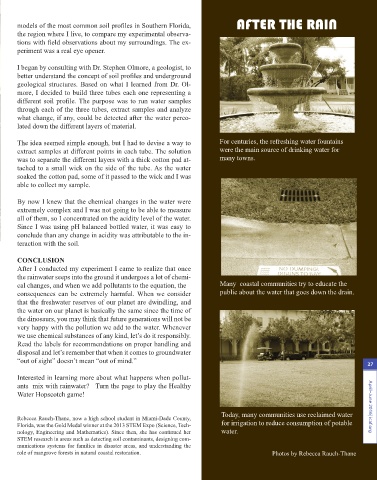 models of the most common soil profiles in Southern Florida,
the region where I live, to compare my experimental observa-
tions with field observations about my surroundings. The ex-
periment was a real eye opener.
I began by consulting with Dr. Stephen Olmore, a geologist, to
better understand the concept of soil profiles and underground
geological structures. Based on what I learned from Dr. Ol-
more, I decided to build three tubes each one representing a
different soil profile. The purpose was to run water samples
through each of the three tubes, extract samples and analyze
what change, if any, could be detected after the water perco-
lated down the different layers of material.
The idea seemed simple enough, but I had to devise a way to
extract samples at different points in each tube. The solution
was to separate the different layers with a thick cotton pad at-
tached to a small wick on the side of the tube. As the water
soaked the cotton pad, some of it passed to the wick and I was
able to collect my sample.
By now I knew that the chemical changes in the water were
extremely complex and I was not going to be able to measure
all of them, so I concentrated on the acidity level of the water.
Since I was using pH balanced bottled water, it was easy to
conclude than any change in acidity was attributable to the in-
teraction with the soil.
CONCLUSION
After I conducted my experiment I came to realize that once
the rainwater seeps into the ground it undergoes a lot of chemi-
cal changes, and when we add pollutants to the equation, the
consequences can be extremely harmful. When we consider
that the freshwater reserves of our planet are dwindling, and
the water on our planet is basically the same since the time of
the dinosaurs, you may think that future generations will not be
very happy with the pollution we add to the water. Whenever
we use chemical substances of any kind, let's do it responsibly.
Read the labels for recommendations on proper handling and
disposal and let's remember that when it comes to groundwater
"out of sight" doesn't mean "out of mind."
Interested in learning more about what happens when pollut-
ants mix with rainwater? Turn the page to play the Healthy
Water Hopscotch game!
Rebecca Rauch-Thane, now a high school student in Miami-Dade County,
Florida, was the Gold Medal winner at the 2013 STEM Expo (Science, Tech-
nology, Engineering and Mathematics). Since then, she has continued her
STEM research in areas such as detecting soil contaminants, designing com-
munications systems for families in disaster areas, and understanding the
role of mangrove forests in natural coastal restoration.
AFTER THE RAIN
For centuries, the refreshing water fountains
were the main source of drinking water for
many towns.
NO DUMPING
Many coastal communities try to educate the
public about the water that goes down the drain.
27
Today, many communities use reclaimed water
for irrigation to reduce consumption of potable
water.
Photos by Rebecca Rauch-Thane